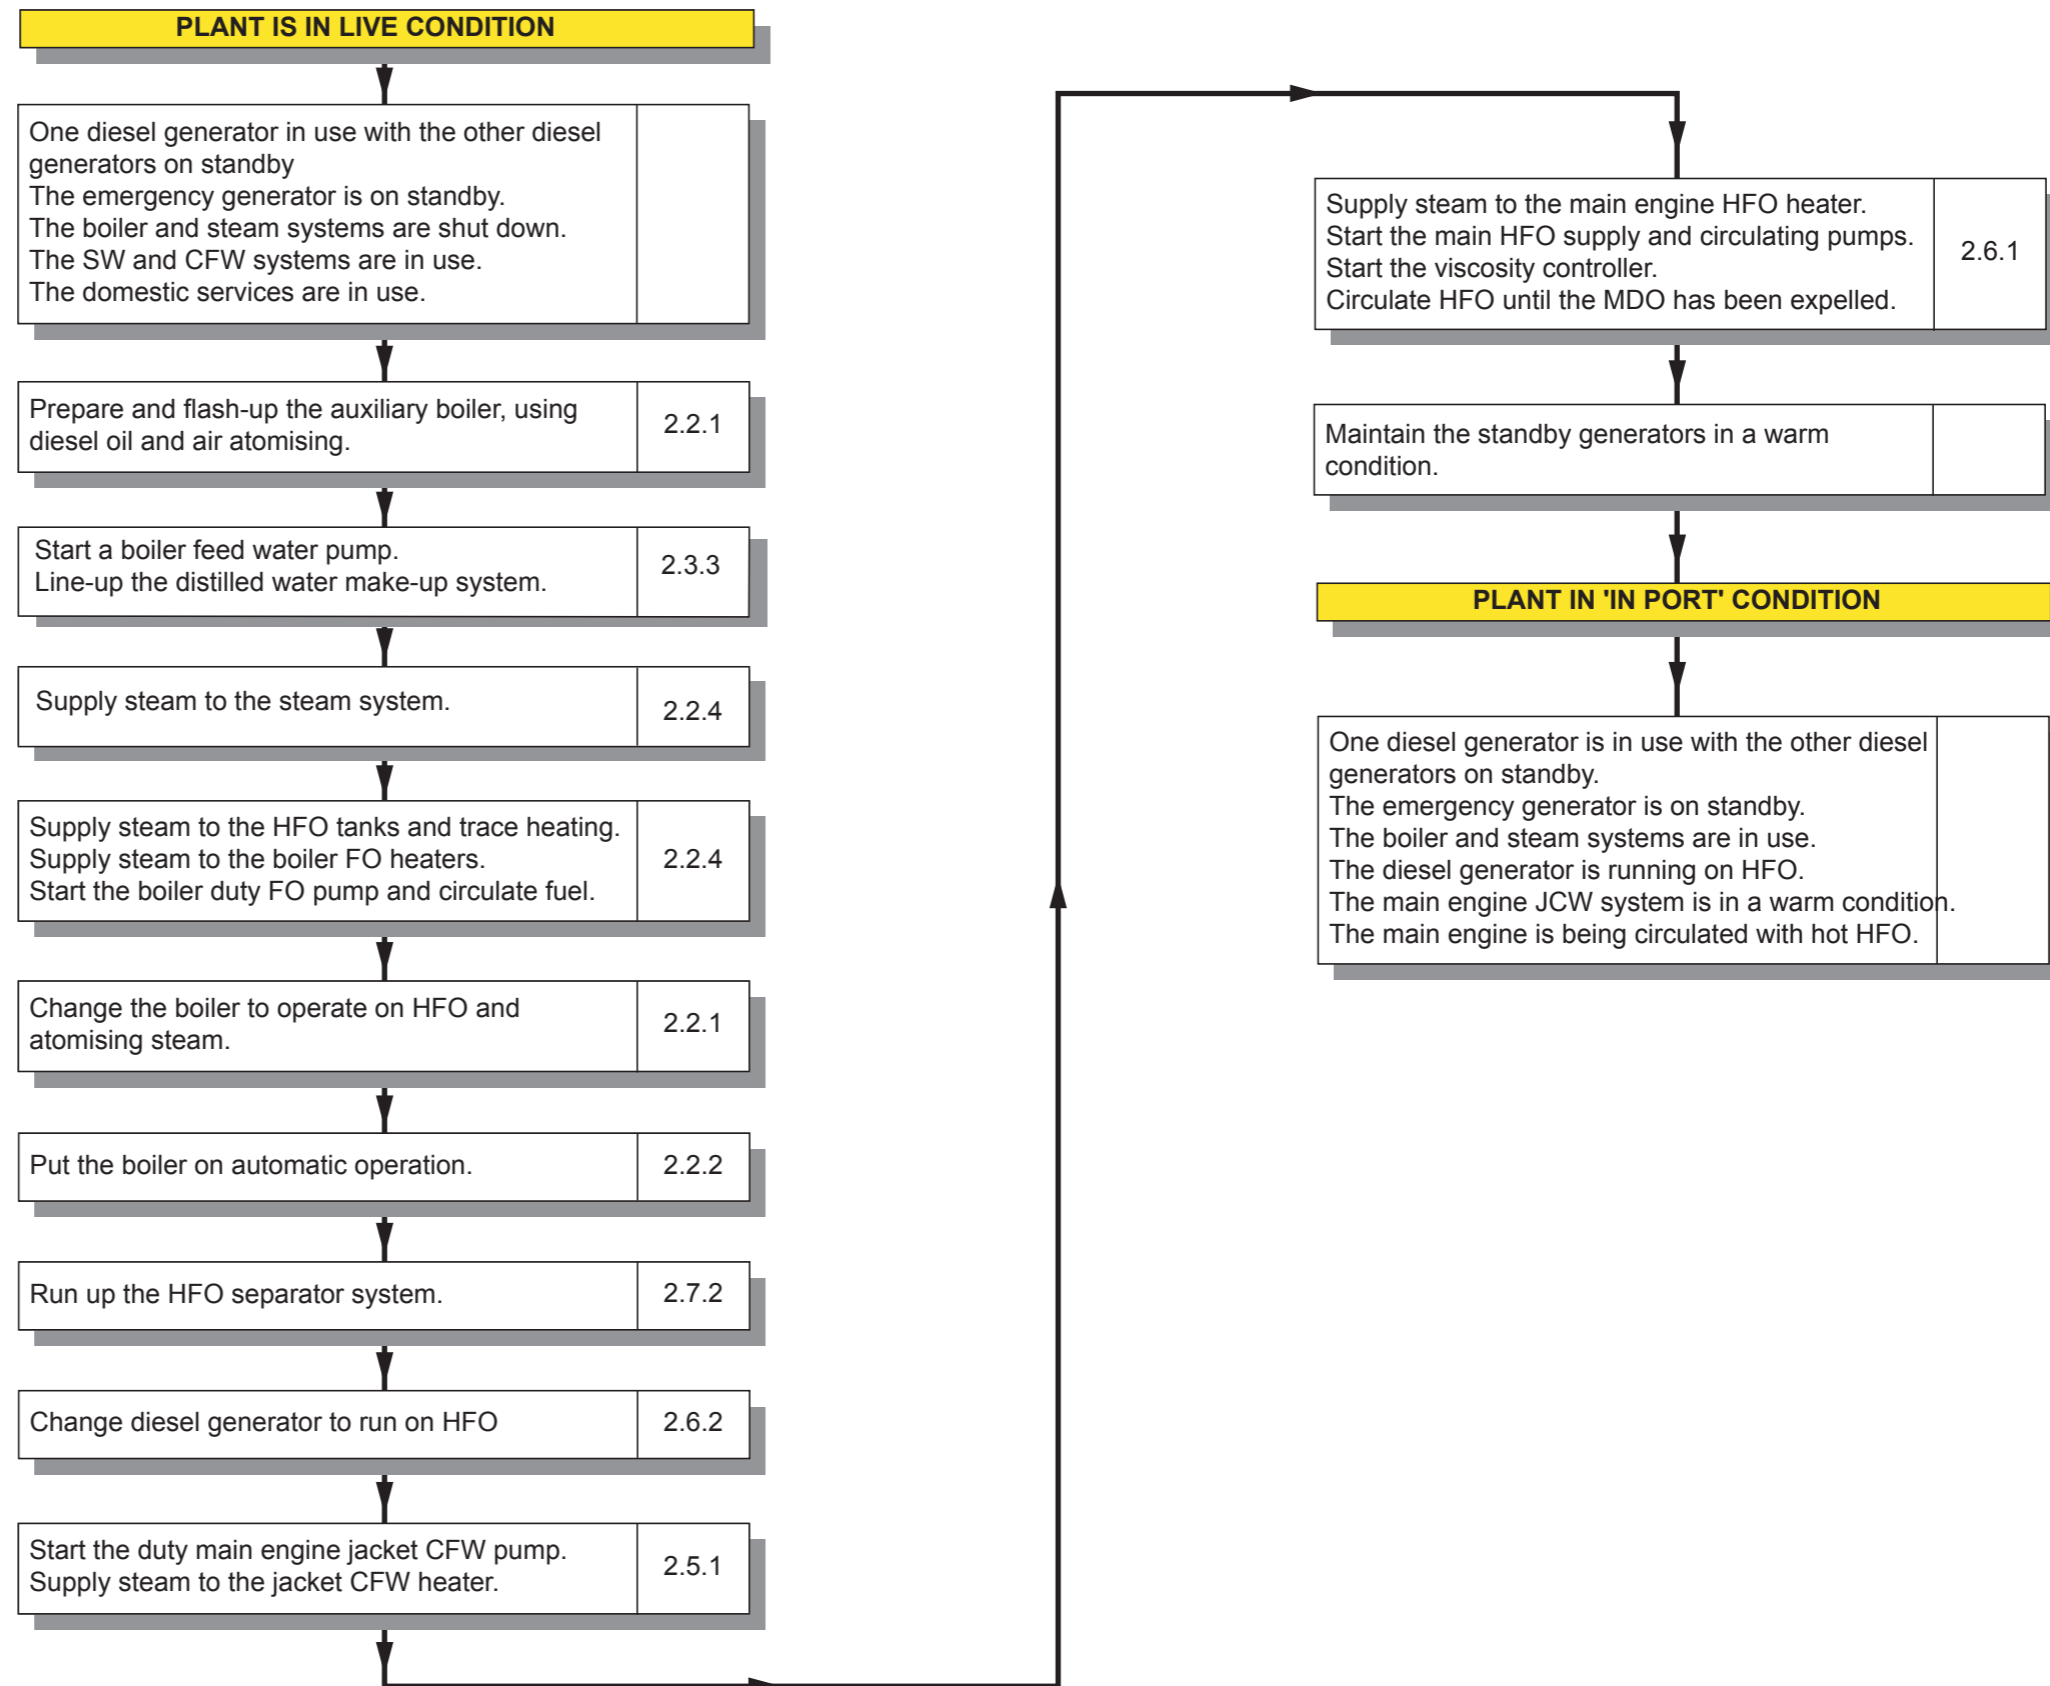 PLANT IS IN LIVE CONDITION
One diesel generator in use with the other diesel
generators on standby
The emergency generator is on standby.
The boiler and steam systems are shut down.
The SW and CFW systems are in use.
The domestic services are in use.
Prepare and flash-up the auxiliary boiler, using
diesel oil and air atomising.
2.2.1
Start a boiler feed water pump.
Line-up the distilled water make-up system.
2.3.3
Supply steam to the steam system.
2.2.4
Supply steam to the HFO tanks and trace heating.
Supply steam to the boiler FO heaters.
Start the boiler duty FO pump and circulate fuel.
2.2.4
Change the boiler to operate on HFO and
atomising steam.
2.2.1
Put the boiler on automatic operation.
2.2.2
Run up the HFO separator system.
2.7.2
Change diesel generator to run on HFO
2.6.2
Start the duty main engine jacket CFW pump.
Supply steam to the jacket CFW heater.
2.5.1
Supply steam to the main engine HFO heater.
Start the main HFO supply and circulating pumps.
Start the viscosity controller.
Circulate HFO until the MDO has been expelled.
2.6.1
Maintain the standby generators in a warm
condition.
PLANT IN 'IN PORT' CONDITION
One diesel generator is in use with the other diesel
generators on standby.
The emergency generator is on standby.
The boiler and steam systems are in use.
The diesel generator is running on HFO.
The main engine JCW system is in a warm condition.
The main engine is being circulated with hot HFO.